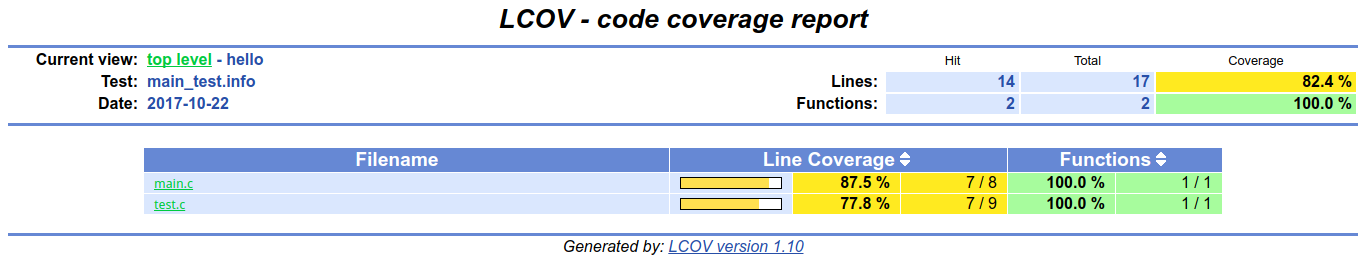 LCOV - code coverage report
Current view: top level - hello Hit Total Coverage
Test: main_test.info Lines: 14 17 82.4 %
Date: 2017-10-22 Functions: 2 2 100.0 %
Filename Line Coverage Functions
main.c 87.5 % 7 / 8 100.0 % 1 / 1
test.c 77.8 % 7 / 9 100.0 % 1 / 1
Generated by: LCOV version 1.10